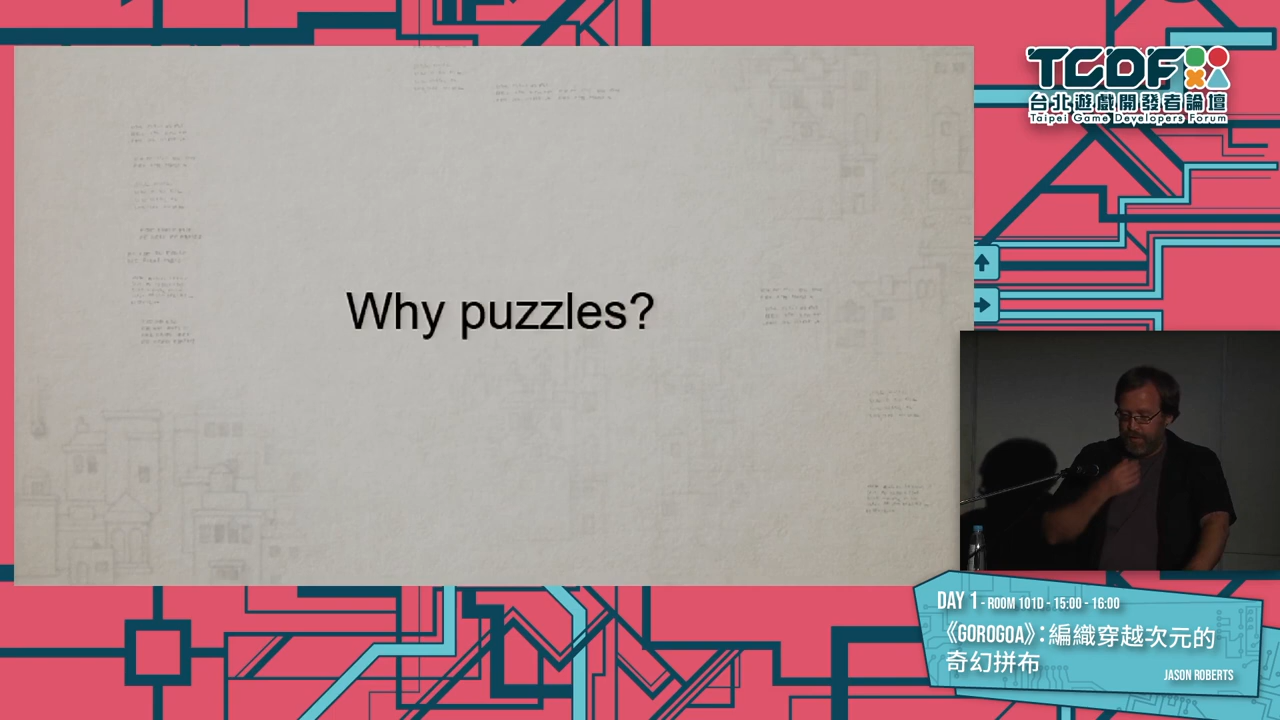 TGDF
台北遊戲開發者論壇
Taipei Game Developers Forum
Why puzzles?
DAY 1 - ROOM 101D - 15:00 - 16:00
《GOROGOA》：編織穿越次元的
奇幻拼布
JASON ROBERTS